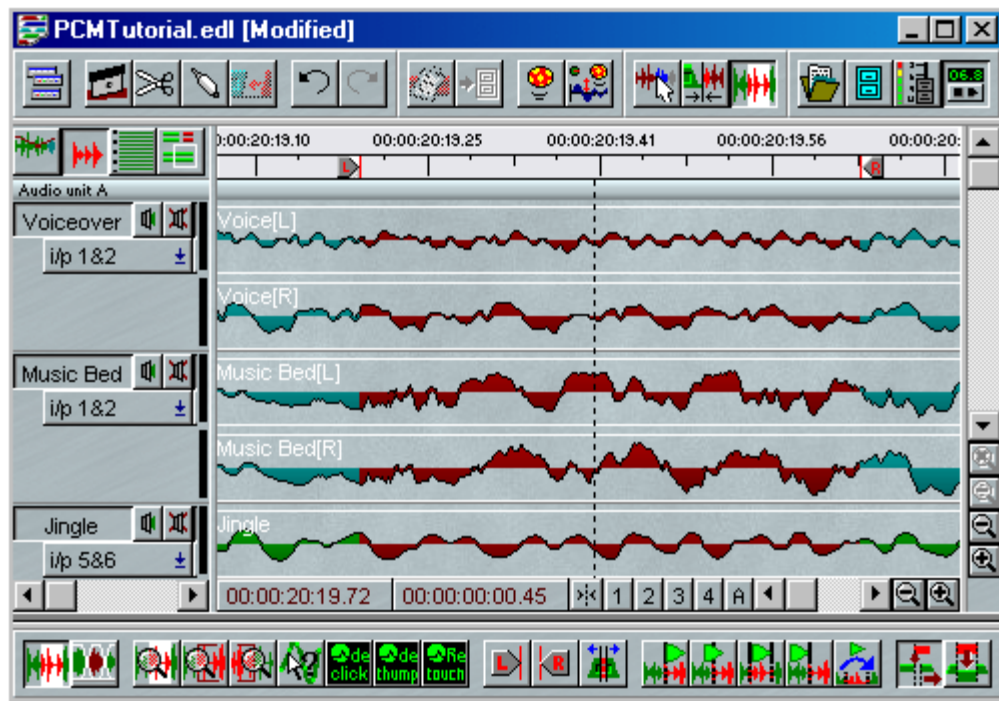 PCMTutorial.edl [Modified]
06.8
0:00:20:19.10 00:00:20:19.25 00:00:20:19.41 00:00:20:19.56 00:00:20:
L R
Audio unit A
Voiceover
i/p 1&2
Voice[L]
Voice[R]
Music Bed
i/p 1&2
Music Bed[L]
Music Bed[R]
Jingle
i/p 5&6
Jingle
00:00:20:19.72 00:00:00:00.45 1 2 3 4 A
? de click de thump Re touch L R